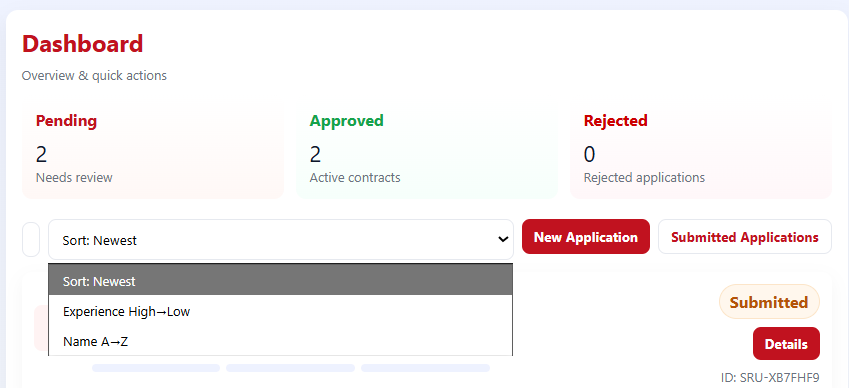 Dashboard
Overview & quick actions
Pending
2
Needs review
Approved
2
Active contracts
Rejected
0
Rejected applications
Sort: Newest
New Application
Submitted Applications
Sort: Newest
Experience High→Low
Name A→Z
Submitted
Details
ID: SRU-XB7FHF9